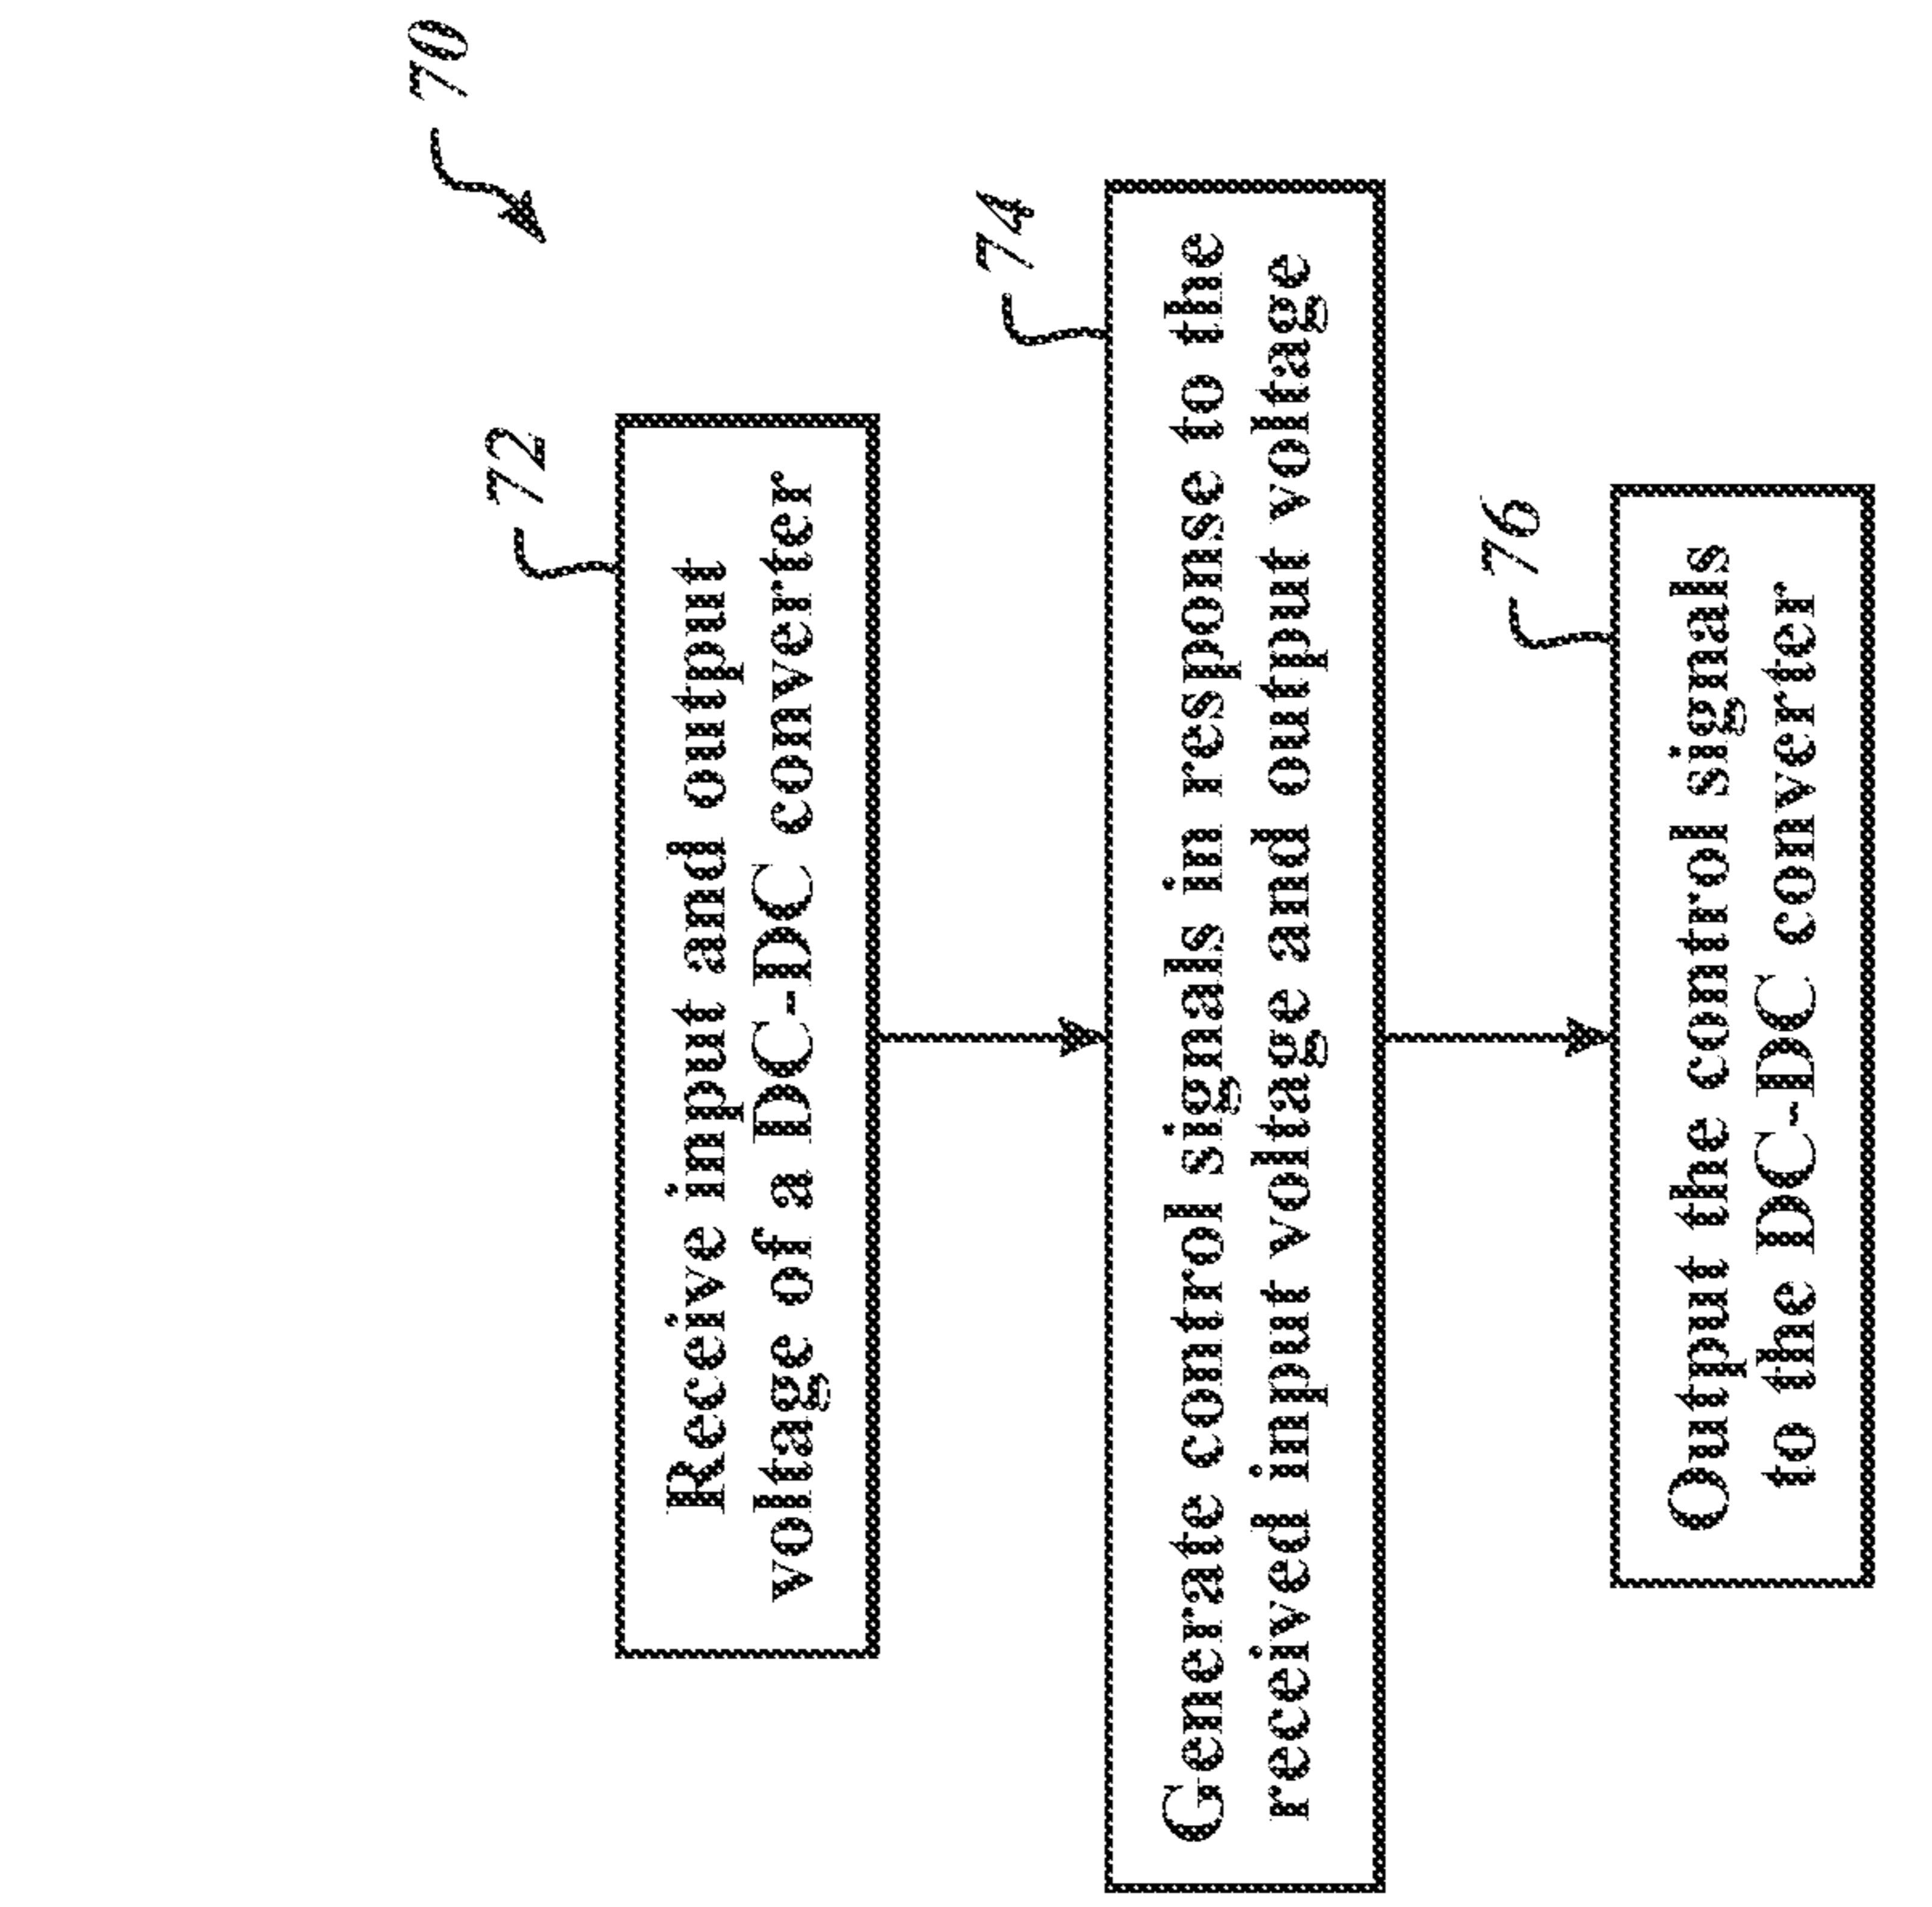 70
72
Receive input and output
voltage of a DC-DC converter
74
Generate control signals in response to the
received input voltage and output voltage
76
Output the control signals
to the DC-DC converter